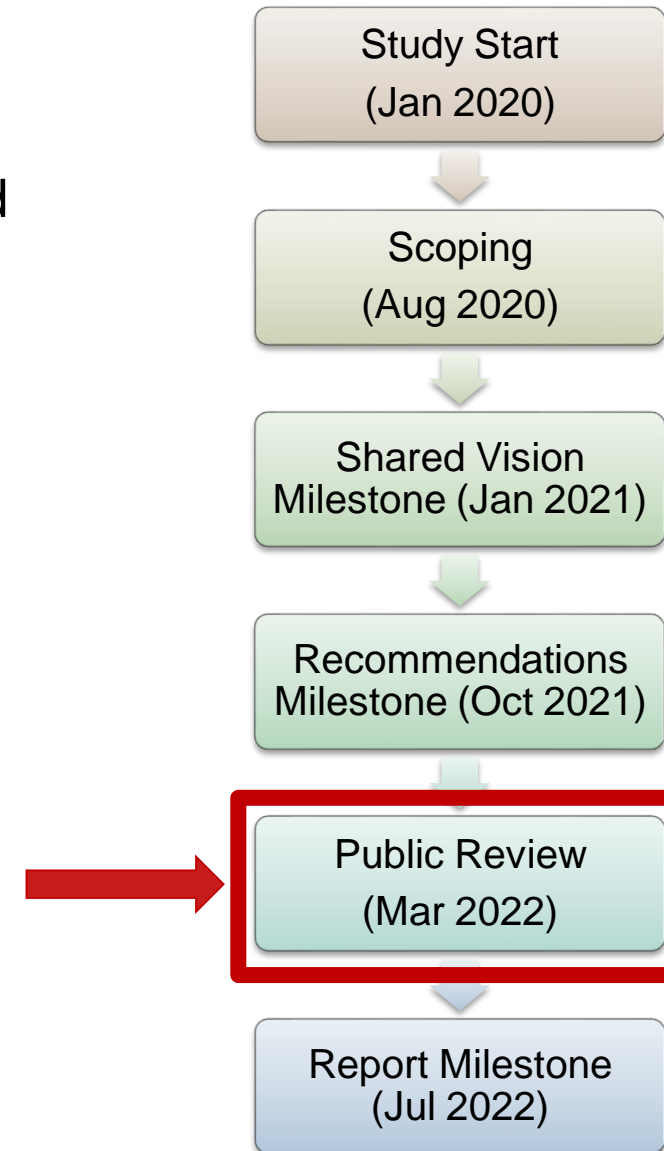 Study Start
(Jan 2020)
Scoping
(Aug 2020)
Shared Vision
Milestone (Jan 2021)
Recommendations
Milestone (Oct 2021)
Public Review
(Mar 2022)
Report Milestone
(Jul 2022)